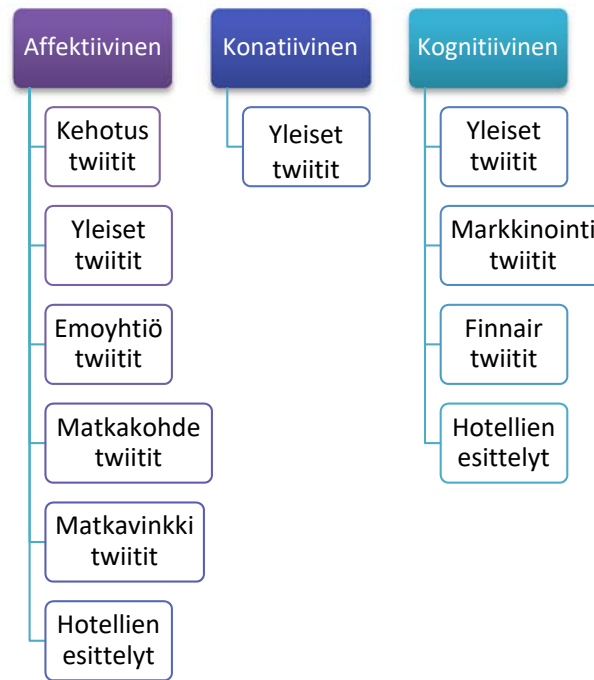 Affektiivinen
Kehotus
twiitit
Yleiset
twiitit
Emoyhtiö
twiitit
Matkakohde
twiitit
Matkavinkki
twiitit
Hotellien
esittelyt
Konatiivinen
Yleiset
twiitit
Kognitiivinen
Yleiset
twiitit
Markkinointi
twiitit
Finnair
twiitit
Hotellien
esittelyt